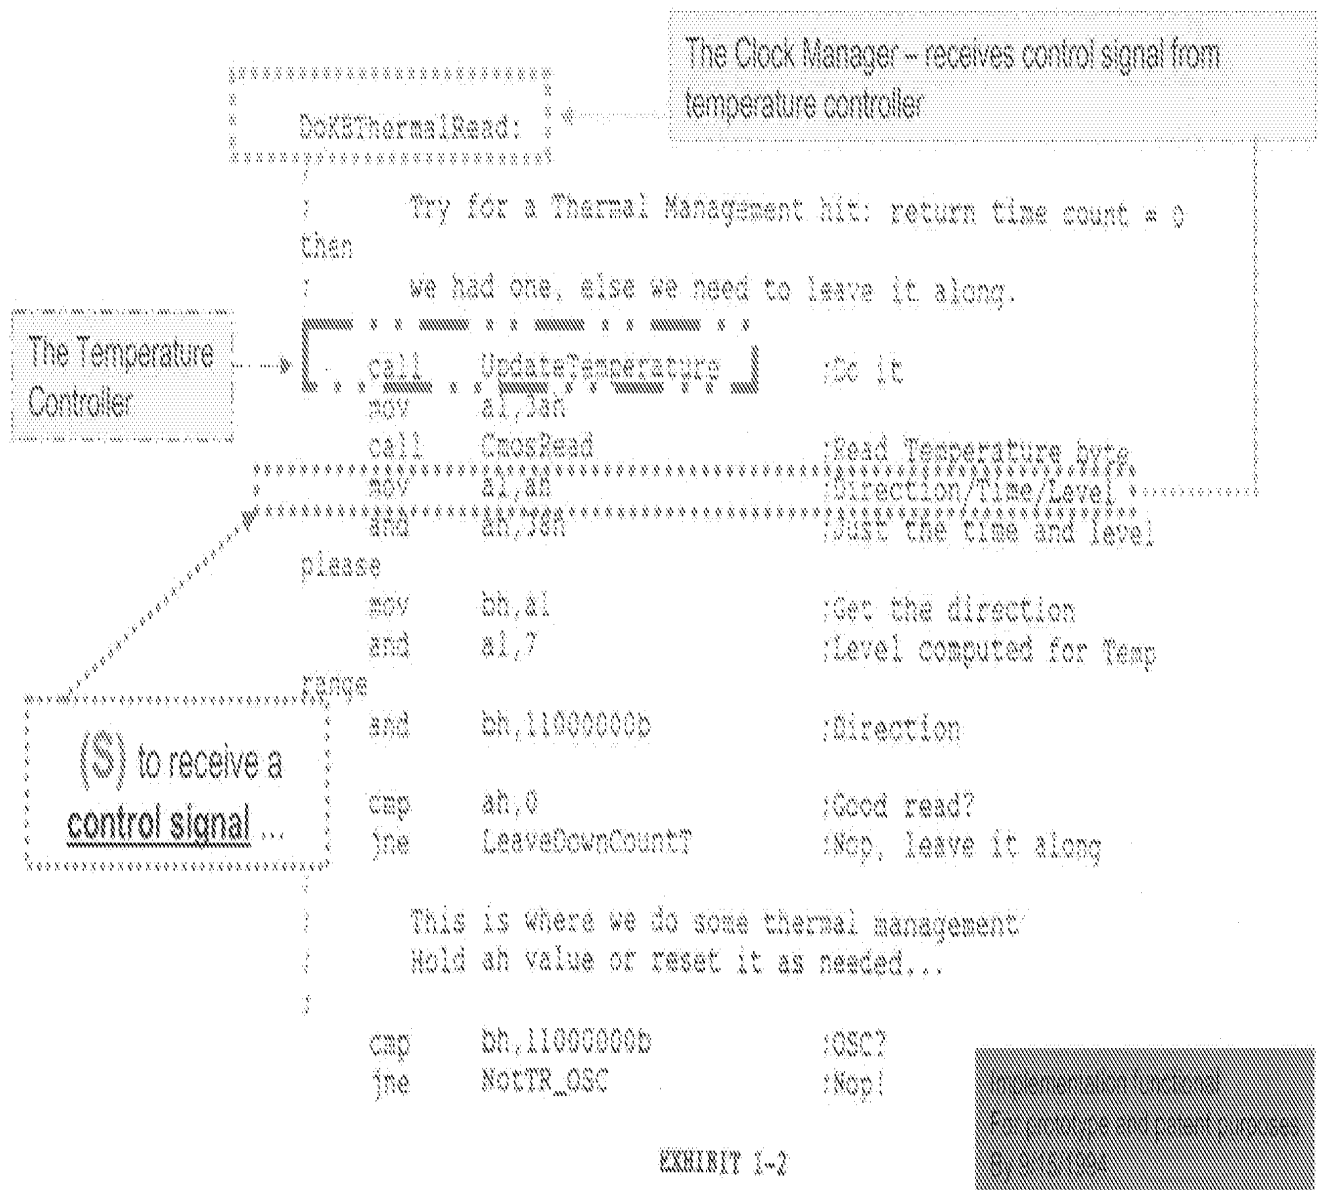 The Clock Manager – receives control signal from
temperature controller
DoKBThermalRead:
;
; Try for a Thermal Management hit: return time count = 0
then
; we had one, else we need to leave it along.
The Temperature
Controller
call UpdateTemperature ;Do it
mov al,3ah
call CmosRead ;Read Temperature byte
mov al,ah ;Direction/Time/Level
and ah,38h ;Just the time and level
please
mov bh,al ;Get the direction
and al,7 ;Level computed for Temp
range
and bh,11000000b ;Direction
(S) to receive a
control signal ...
cmp ah,0 ;Good read?
jne LeaveDownCountT ;Nop, leave it along
;
; This is where we do some thermal management
; Hold ah value or reset it as needed...
;
cmp bh,11000000b ;OSC?
jne NotTR_OSC ;Nop!
EXHIBIT 1-2